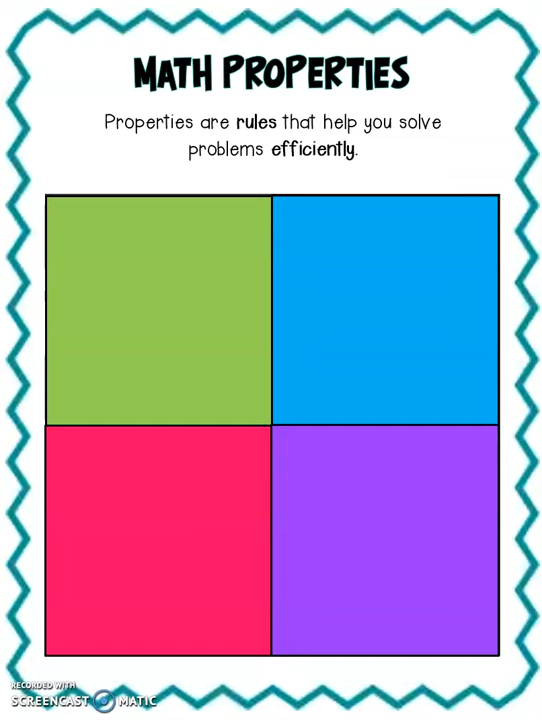 MATH PROPERTIES
Properties are rules that help you solve
problems efficiently.
RECORDED WITH
SCREENCAST MATIC